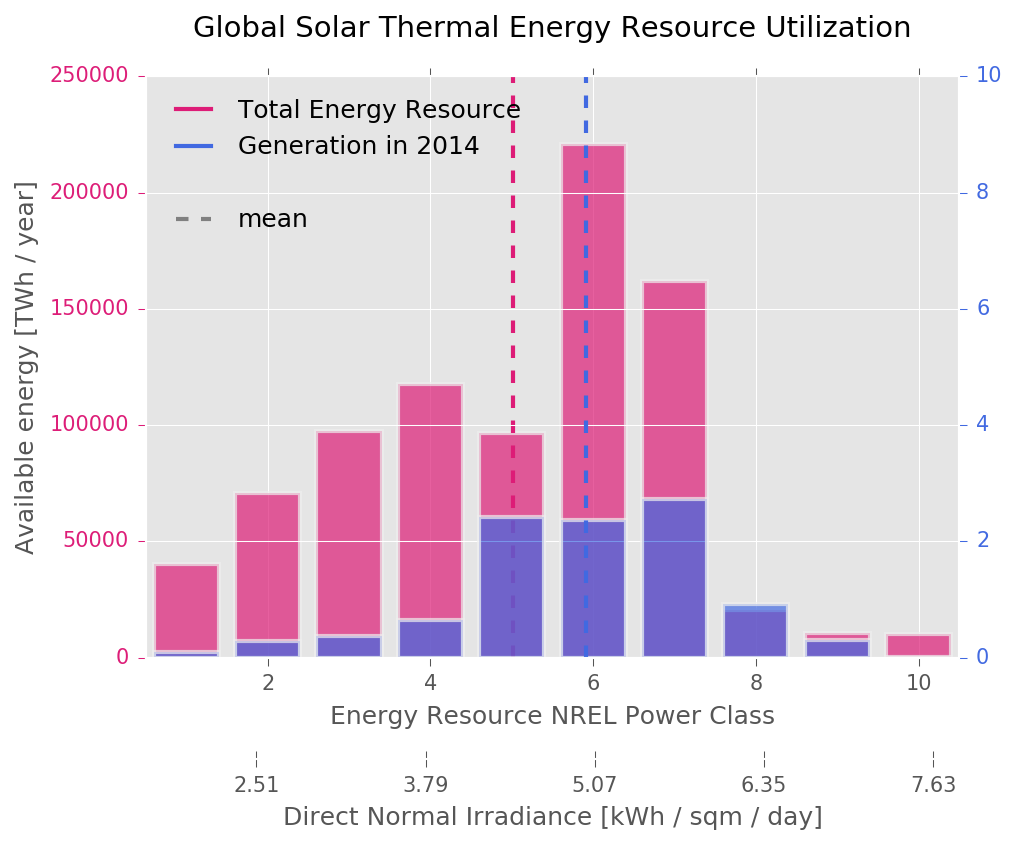 Global Solar Thermal Energy Resource Utilization
Total Energy Resource
Generation in 2014
mean
Available energy [TWh / year]
250000
200000
150000
100000
50000
0
10
8
6
4
2
0
2 4 6 8 10
Energy Resource NREL Power Class
2.51 3.79 5.07 6.35 7.63
Direct Normal Irradiance [kWh / sqm / day]